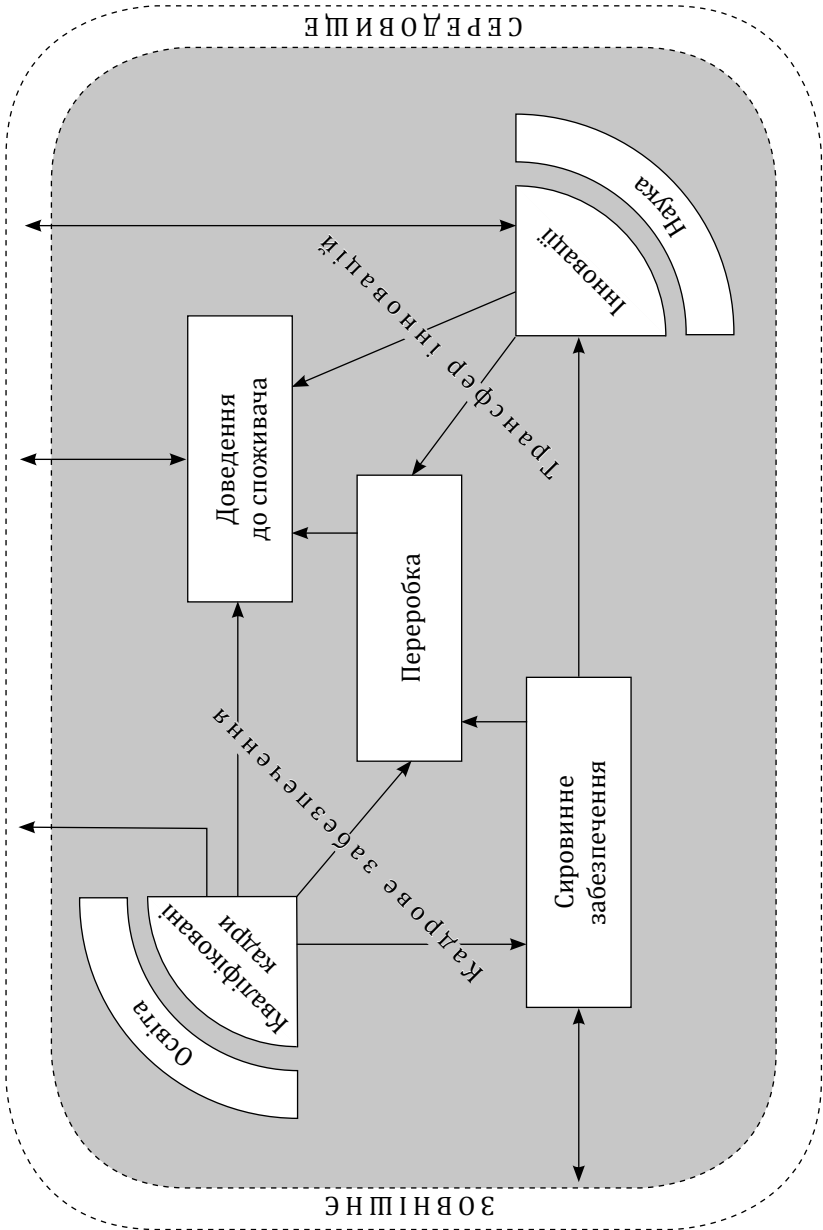 ЗОВНІШНЄ
СЕРЕДОВИЩЕ
Освіта
Кваліфіковані
кадри
Кадрове забезпечення
Доведення
до споживача
Переробка
Сировинне
забезпечення
Трансфер інновацій
Інновації
Наука